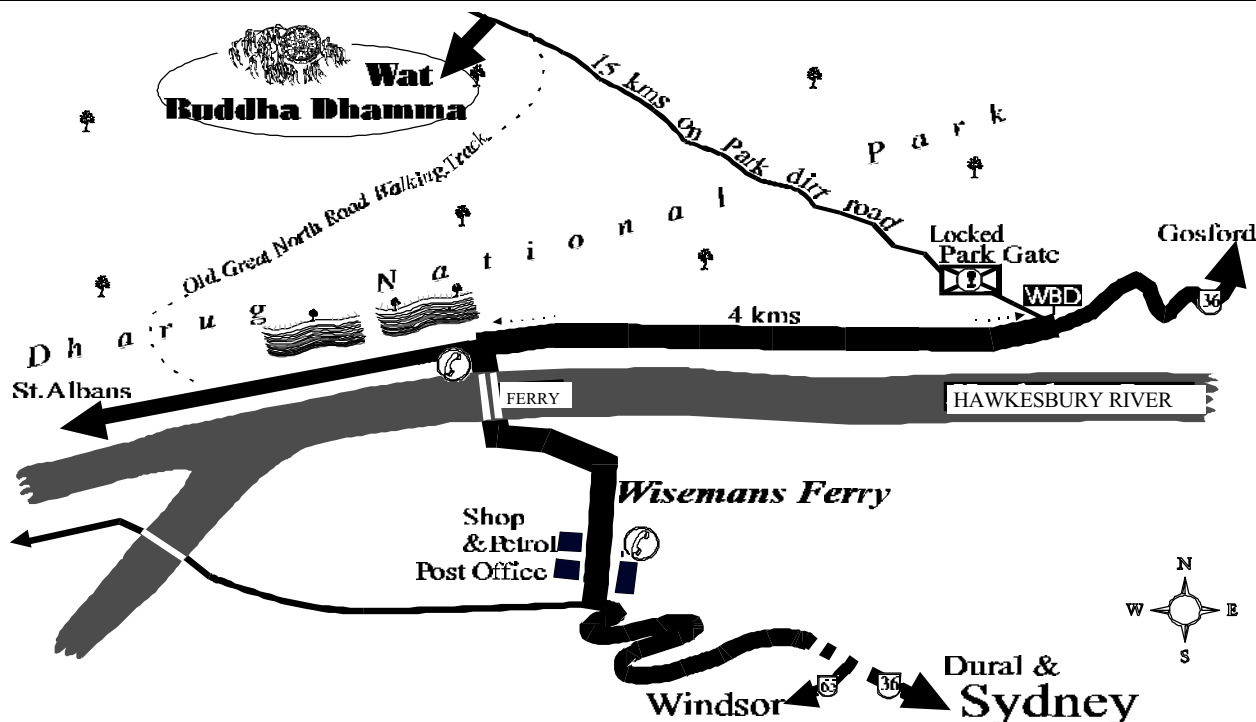 Wat
Buddha Dhamma
15 kms on Park dirt road
Old Great North Road Walking Track
Dharug National Park
Locked
Park Gate
Gosford
WBD
36
4 kms
St.Albans
FERRY
HAWKESBURY RIVER
Wisemans Ferry
Shop
& Petrol
Post Office
N
W E
S
Dural &
Sydney
Windsor
65
36